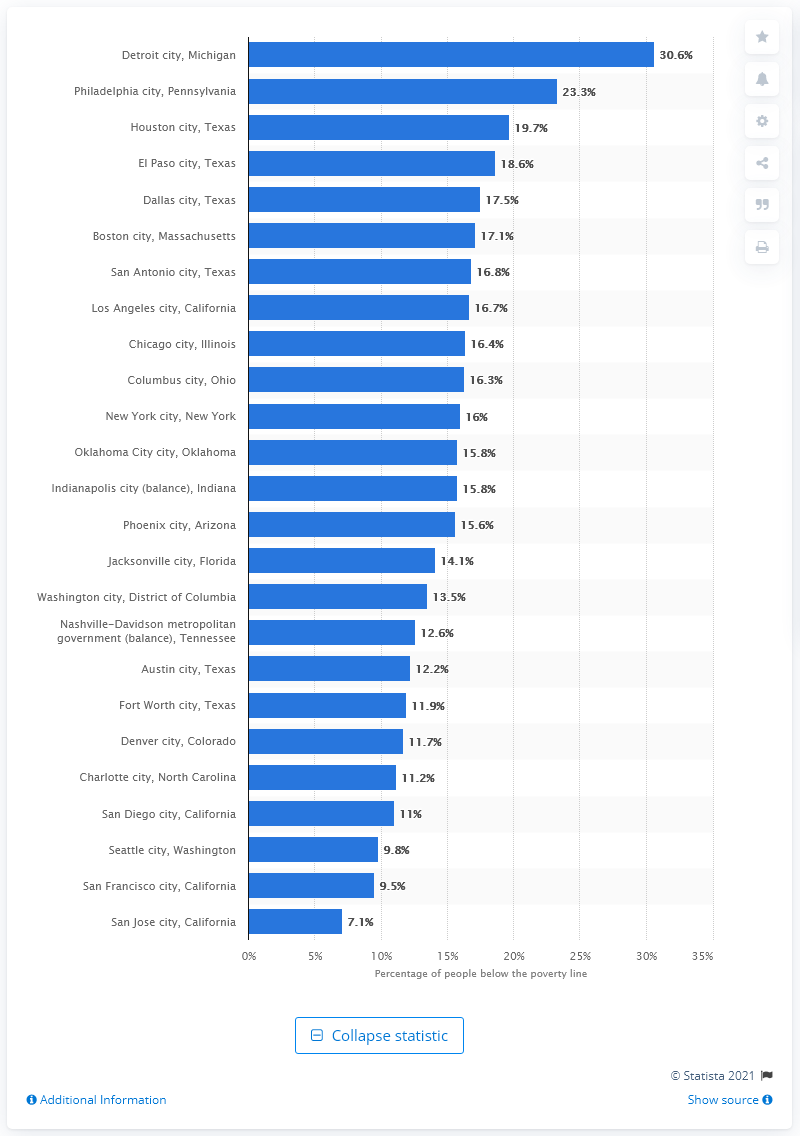 Detroit city, Michigan 30.6%
Philadelphia city, Pennsylvania 23.3%
Houston city, Texas 19.7%
El Paso city, Texas 18.6%
Dallas city, Texas 17.5%
Boston city, Massachusetts 17.1%
San Antonio city, Texas 16.8%
Los Angeles city, California 16.7%
Chicago city, Illinois 16.4%
Columbus city, Ohio 16.3%
New York city, New York 16%
Oklahoma City city, Oklahoma 15.8%
Indianapolis city (balance), Indiana 15.8%
Phoenix city, Arizona 15.6%
Jacksonville city, Florida 14.1%
Washington city, District of Columbia 13.5%
Nashville-Davidson metropolitan
government (balance), Tennessee 12.6%
Austin city, Texas 12.2%
Fort Worth city, Texas 11.9%
Denver city, Colorado 11.7%
Charlotte city, North Carolina 11.2%
San Diego city, California 11%
Seattle city, Washington 9.8%
San Francisco city, California 9.5%
San Jose city, California 7.1%
0% 5% 10% 15% 20% 25% 30% 35%
Percentage of people below the poverty line
Collapse statistic
© Statista 2021
Additional Information Show source